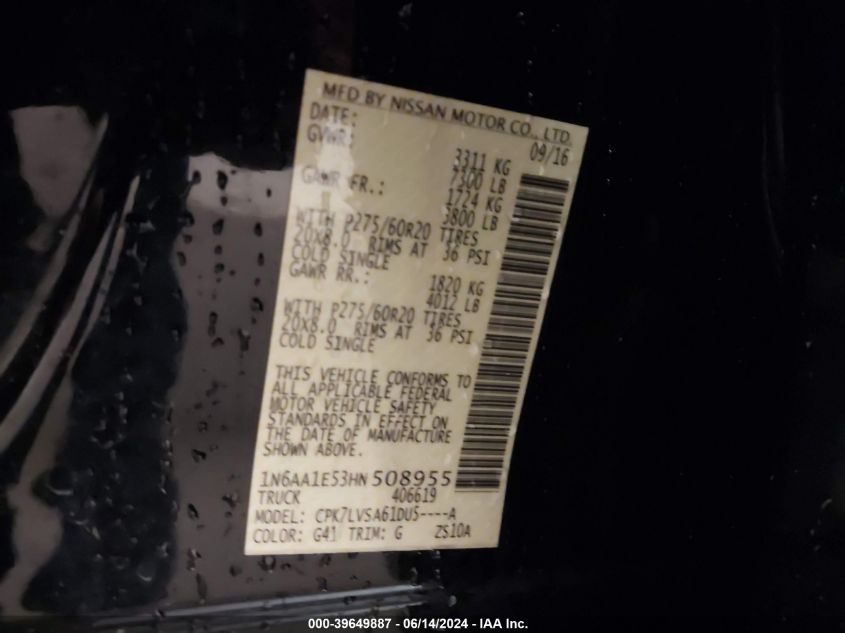 MFD BY NISSAN MOTOR CO., LTD.
DATE: 09/16
GVWR: 3311 KG
7300 LB
GAWR FR.: 1724 KG
3800 LB
WITH P275/60R20 TIRES
20X8.0 RIMS AT 36 PSI
COLD SINGLE
GAWR RR.: 1820 KG
4012 LB
WITH P275/60R20 TIRES
20X8.0 RIMS AT 36 PSI
COLD SINGLE
THIS VEHICLE CONFORMS TO
ALL APPLICABLE FEDERAL
MOTOR VEHICLE SAFETY
STANDARDS IN EFFECT ON
THE DATE OF MANUFACTURE
SHOWN ABOVE.
1N6AA1E53HN508955
TRUCK 406619
MODEL: CPK7LVSA61DU5----A
COLOR: G41 TRIM: G ZS10A
000-39649887 - 06/14/2024 - IAA Inc.